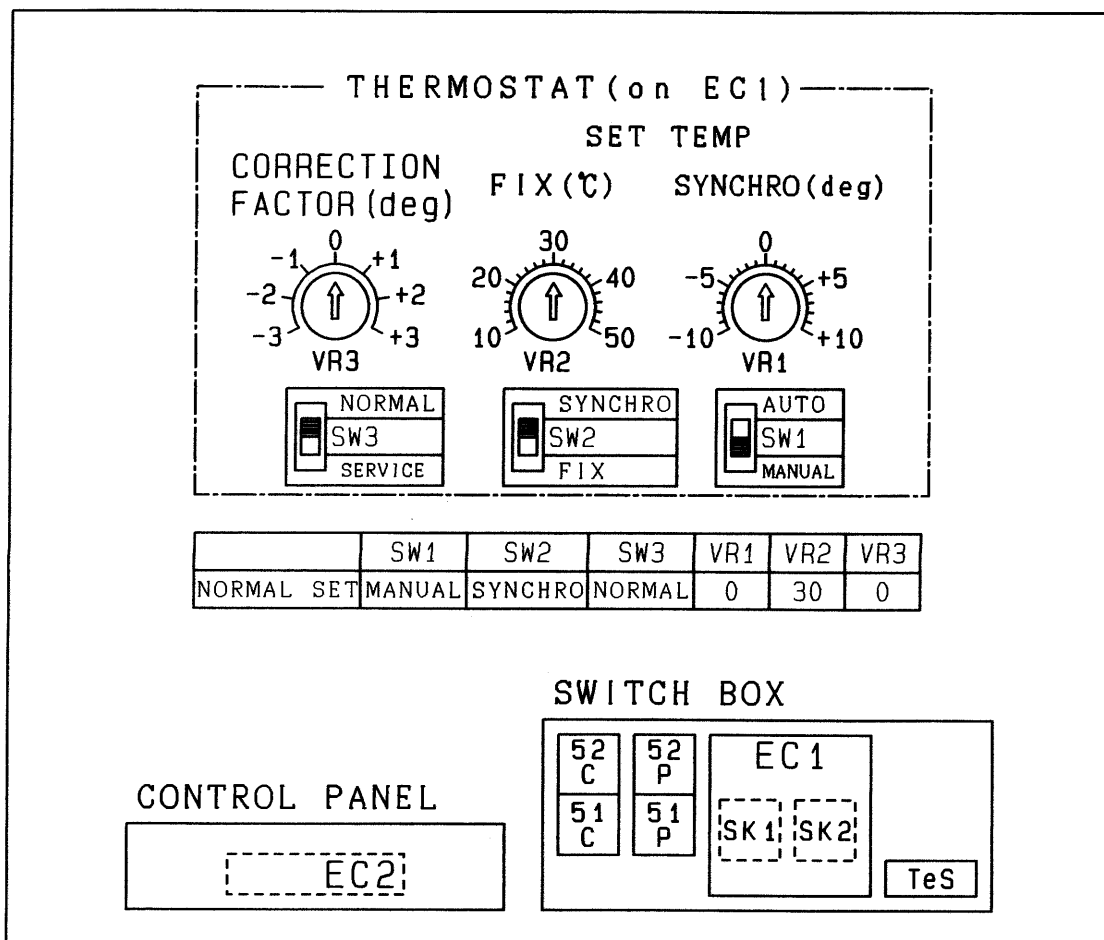 THERMOSTAT(on EC1)
SET TEMP
CORRECTION
FACTOR(deg)
FIX(℃)
SYNCHRO(deg)
0
-1 +1
-2 +2
-3 +3
VR3
30
20 40
10 50
VR2
0
-5 +5
-10 +10
VR1
NORMAL
SW3
SERVICE
SYNCHRO
SW2
FIX
AUTO
SW1
MANUAL
SW1 SW2 SW3 VR1 VR2 VR3
NORMAL SET MANUAL SYNCHRO NORMAL 0 30 0
SWITCH BOX
52
C
52
P
51
C
51
P
EC1
SK1 SK2
TeS
CONTROL PANEL
EC2